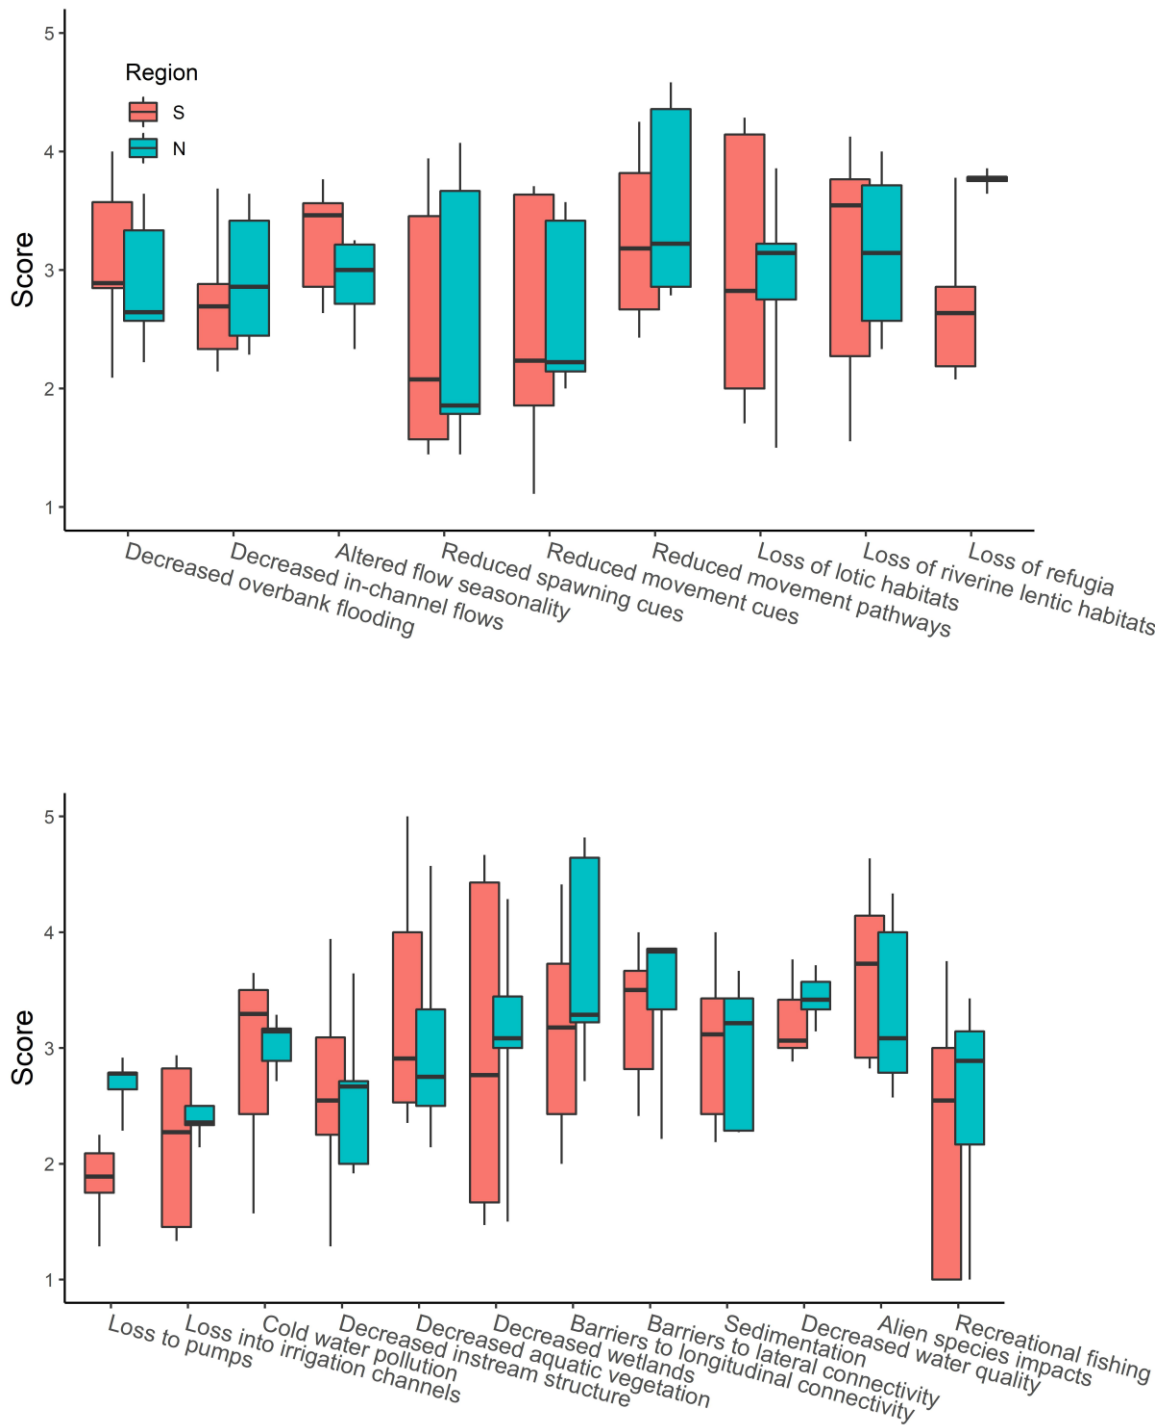 5
4
3
2
1
Score
Region
S
N
Decreased overbank flooding
Decreased in-channel flows
Altered flow seasonality
Reduced spawning cues
Reduced movement cues
Reduced movement pathways
Loss of lotic habitats
Loss of riverine lentic habitats
Loss of refugia
5
4
3
2
1
Score
Loss to pumps
Loss into irrigation channels
Cold water pollution
Decreased instream structure
Decreased aquatic vegetation
Decreased wetlands
Barriers to longitudinal connectivity
Barriers to lateral connectivity
Sedimentation
Decreased water quality
Alien species impacts
Recreational fishing